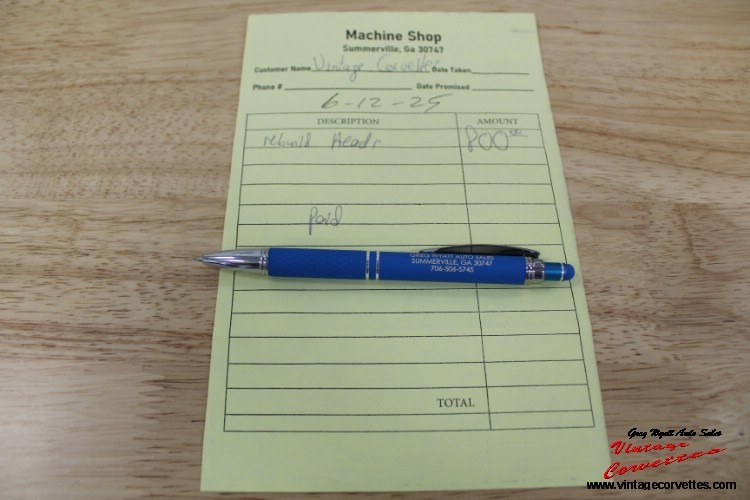 Machine Shop
Summerville, Ga 30747
Customer Name Vintage Corvettes Date Taken
Phone # Date Promised
6-12-25
DESCRIPTION AMOUNT
rebuild Heads 800.00
Paid
GREG WYATT AUTO SALES
SUMMERVILLE, GA 30747
706-506-5745
TOTAL
Greg Wyatt Auto Sales
Vintage
Corvettes
www.vintagecorvettes.com